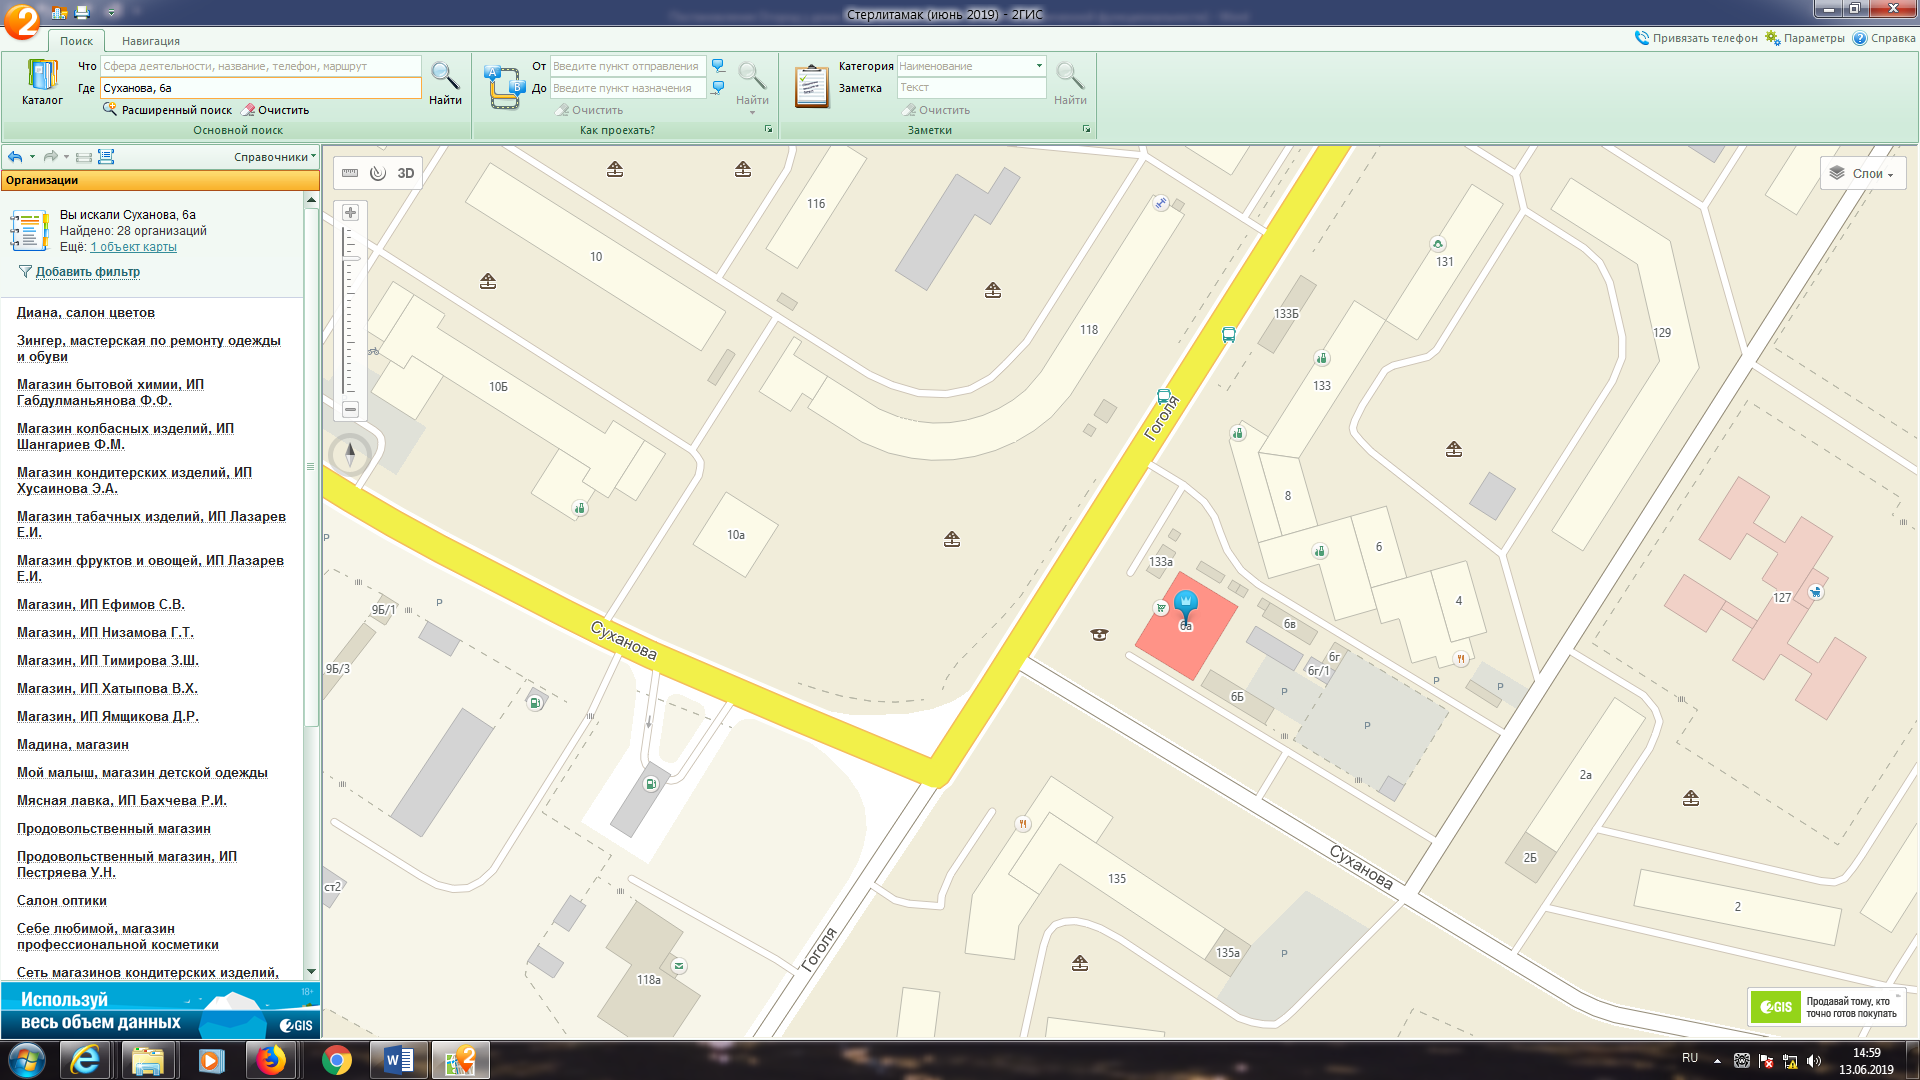 Стерлитамак (июнь 2019) - 2ГИС
Поиск
Навигация
Привязать телефон
Параметры
Справка
Каталог
Что
Сфера деятельности, название, телефон, маршрут
Где
Суханова, 6а
Расширенный поиск
Очистить
Найти
Основной поиск
От
Введите пункт отправления
До
Введите пункт назначения
Очистить
Найти
Как проехать?
Категория
Наименование
Заметка
Текст
Очистить
Найти
Заметки
Справочники
Организации
Вы искали Суханова, 6а
Найдено: 28 организаций
Ещё: 1 объект карты
Добавить фильтр
Диана, салон цветов
Зингер, мастерская по ремонту одежды
и обуви
Магазин бытовой химии, ИП
Габдулманьянова Ф.Ф.
Магазин колбасных изделий, ИП
Шангариев Ф.М.
Магазин кондитерских изделий, ИП
Хусаинова Э.А.
Магазин табачных изделий, ИП Лазарев
Е.И.
Магазин фруктов и овощей, ИП Лазарев
Е.И.
Магазин, ИП Ефимов С.В.
Магазин, ИП Низамова Г.Т.
Магазин, ИП Тимирова З.Ш.
Магазин, ИП Хатыпова В.Х.
Магазин, ИП Ямщикова Д.Р.
Мадина, магазин
Мой малыш, магазин детской одежды
Мясная лавка, ИП Бахчева Р.И.
Продовольственный магазин
Продовольственный магазин, ИП
Пестряева У.Н.
Салон оптики
Себе любимой, магазин
профессиональной косметики
Сеть магазинов кондитерских изделий,
Используй
весь объем данных
18+
2GIS
3D
Слои
116
10
131
133Б
118
129
133
10Б
Гоголя
8
10а
6
133а
127
4
9Б/1
P
P
6а
6в
Суханова
6г
9Б/3
6г/1
P
P
P
6Б
P
2а
Суханова
2Б
135
ст2
2
Гоголя
135а
P
118а
2GIS
Продавай тому, кто
точно готов покупать
RU
14:59
13.06.2019